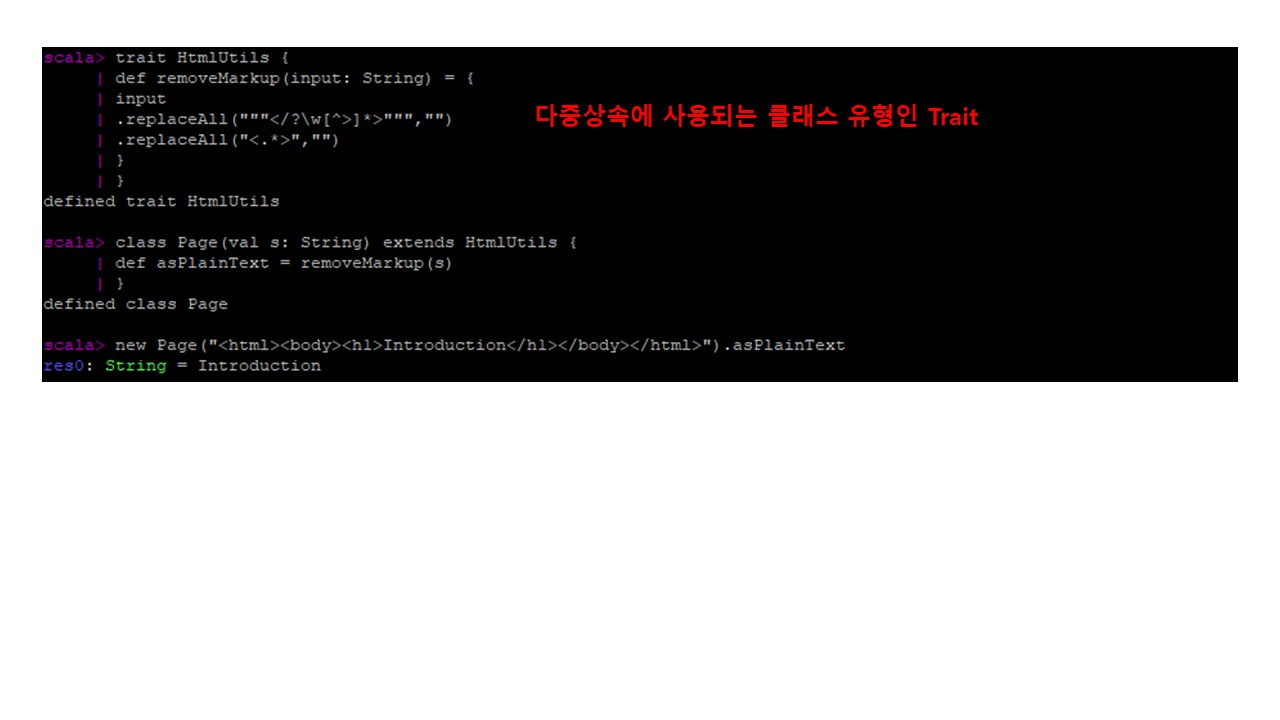 scala> trait HtmlUtils {
| def removeMarkup(input: String) = {
| input
| .replaceAll("""</?\w[^>]*>""","")
| .replaceAll("<.*>","")
| }
| }
defined trait HtmlUtils
다중상속에 사용되는 클래스 유형인 Trait
scala> class Page(val s: String) extends HtmlUtils {
| def asPlainText = removeMarkup(s)
| }
defined class Page
scala> new Page("<html><body><h1>Introduction</h1></body></html>").asPlainText
res0: String = Introduction